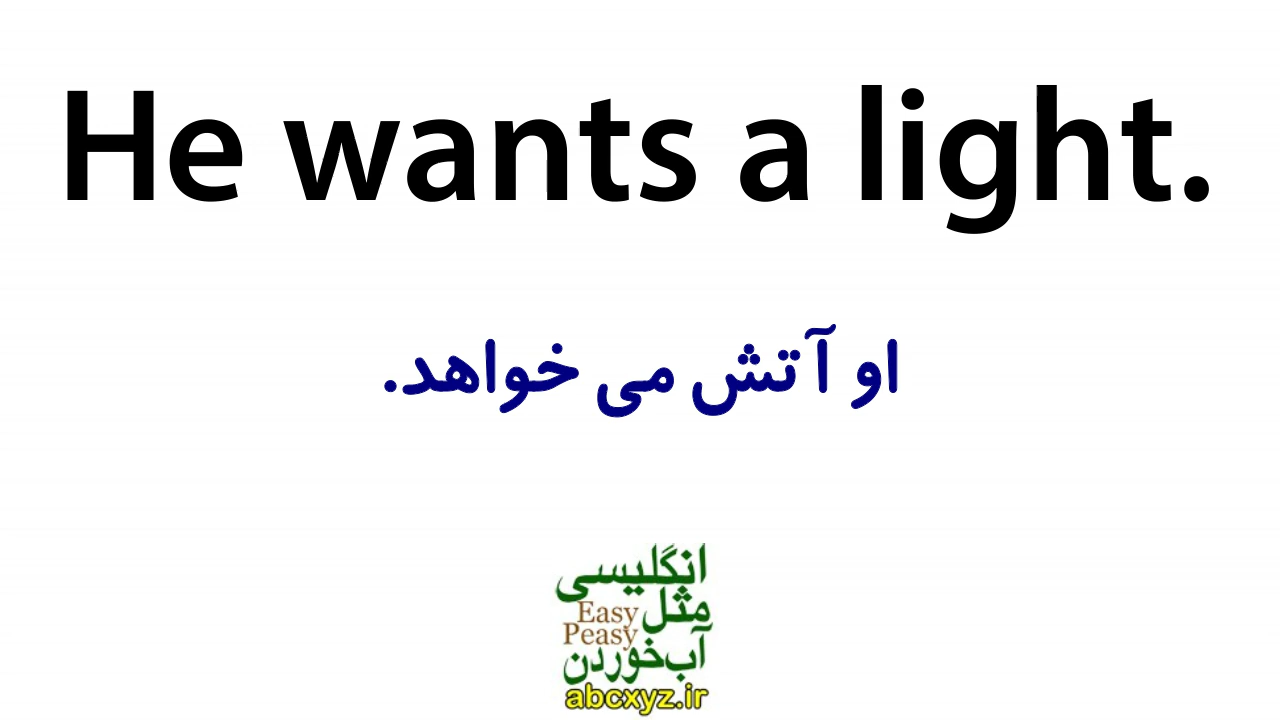 He wants a light.
او آتش می خواهد.
انگلیسی
مثل Easy
Peasy
آب خوردن
abcxyz.ir